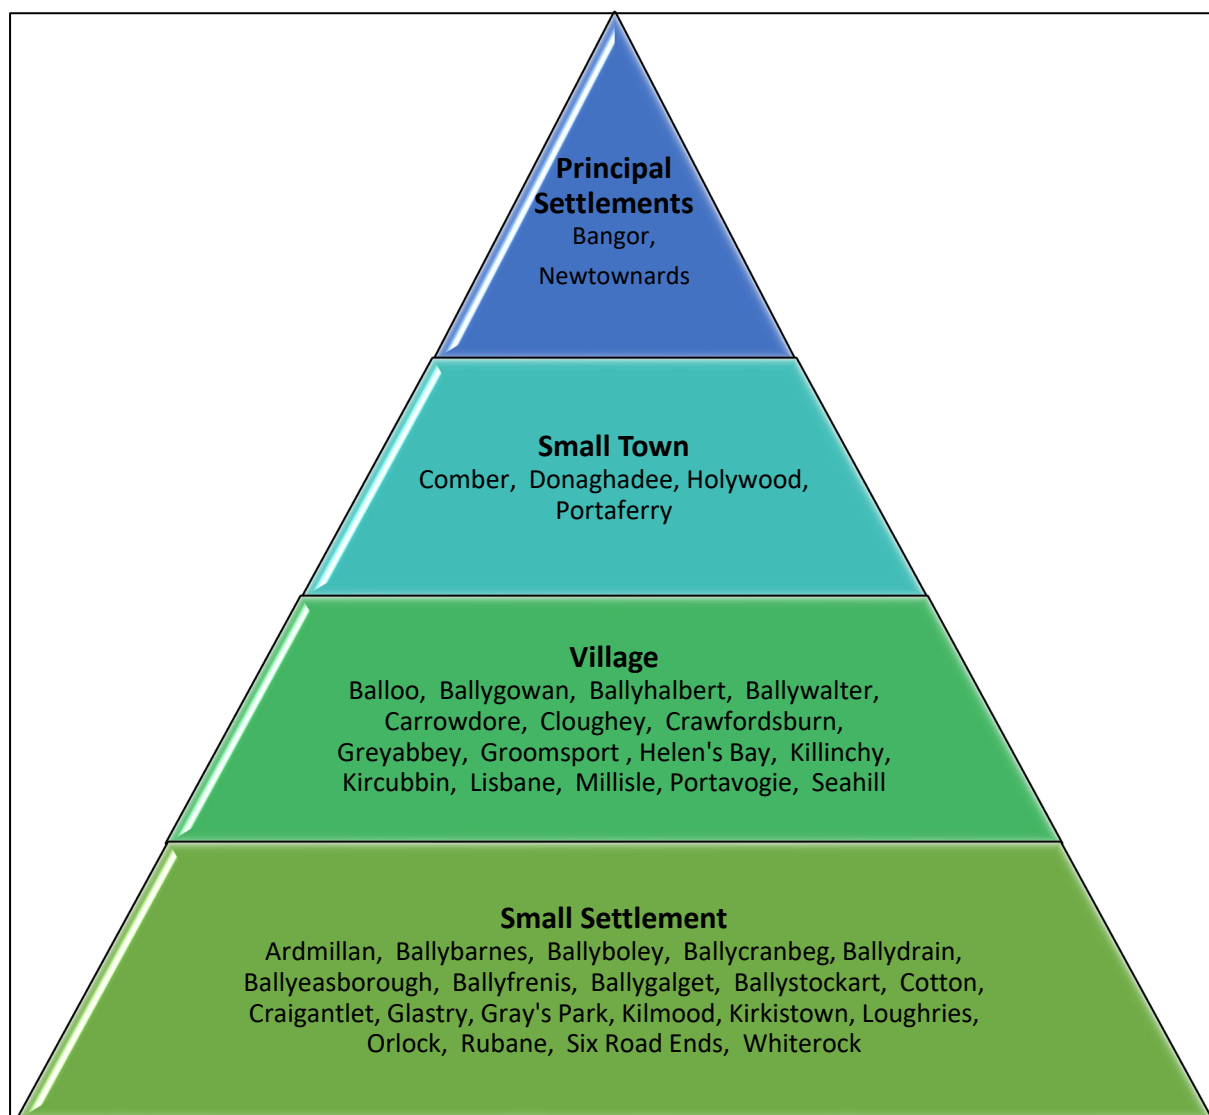 Principal
Settlements
Bangor,
Newtownards
Small Town
Comber, Donaghadee, Holywood,
Portaferry
Village
Balloo, Ballygowan, Ballyhalbert, Ballywalter,
Carrowdore, Cloughey, Crawfordsburn,
Greyabbey, Groomsport , Helen's Bay, Killinchy,
Kircubbin, Lisbane, Millisle, Portavogie, Seahill
Small Settlement
Ardmillan, Ballybarnes, Ballyboley, Ballycranbeg, Ballydrain,
Ballyeasborough, Ballyfrenis, Ballygalget, Ballystockart, Cotton,
Craigantlet, Glastry, Gray's Park, Kilmood, Kirkistown, Loughries,
Orlock, Rubane, Six Road Ends, Whiterock